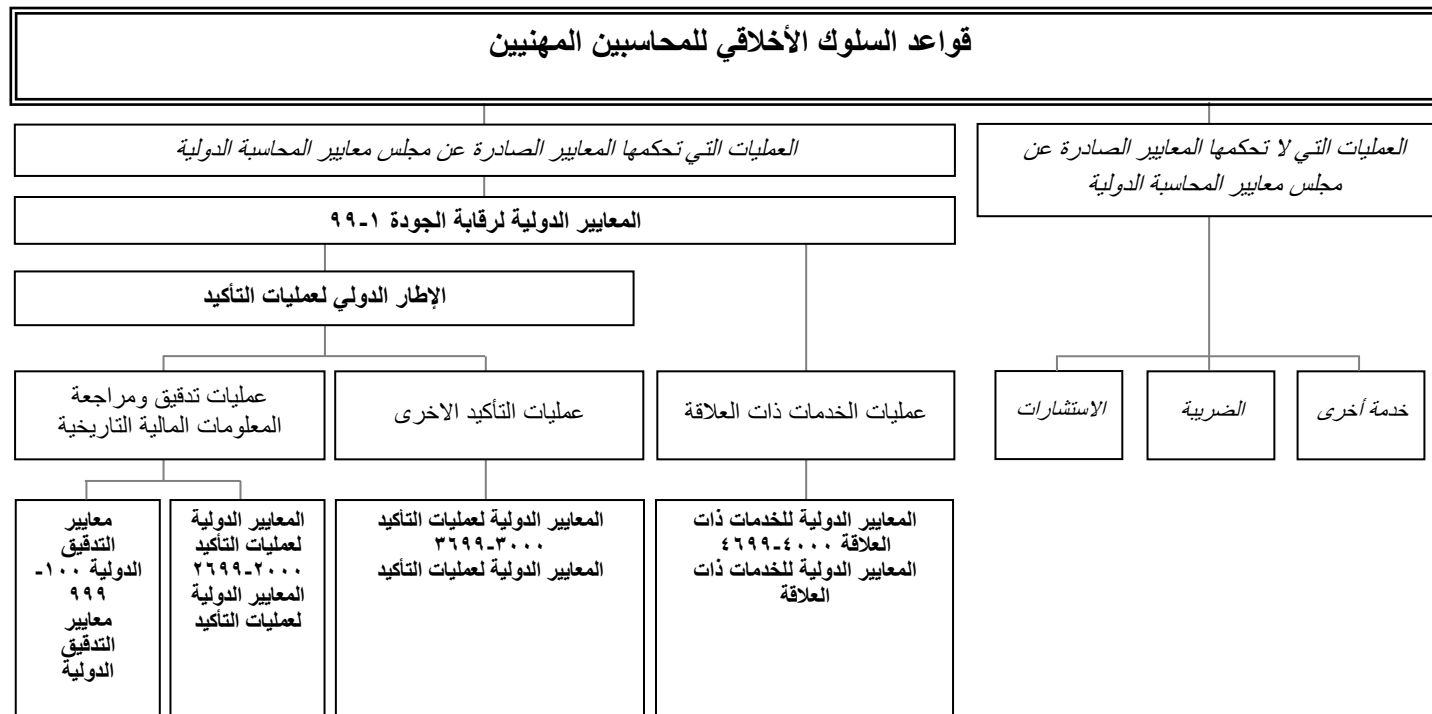 قواعد السلوك الأخلاقي للمحاسبين المهنيين
العمليات التي لا تحكمها المعايير الصادرة عن
مجلس معايير المحاسبة الدولية
العمليات التي تحكمها المعايير الصادرة عن مجلس معايير المحاسبة الدولية
المعايير الدولية لرقابة الجودة ١-٩٩
الإطار الدولي لعمليات التأكيد
خدمة أخرى
الضريبة
الاستشارات
عمليات الخدمات ذات العلاقة
عمليات التأكيد الاخرى
عمليات تدقيق ومراجعة
المعلومات المالية التاريخية
المعايير الدولية للخدمات ذات
العلاقة ٤٠٠٠-٤٦٩٩
المعايير الدولية للخدمات ذات
العلاقة
المعايير الدولية لعمليات التأكيد
٣٠٠٠-٣٦٩٩
المعايير الدولية لعمليات التأكيد
المعايير الدولية
لعمليات التأكيد
٢٠٠٠-٢٦٩٩
المعايير الدولية
لعمليات التأكيد
معايير
التدقيق
الدولية ١٠٠-
٩٩٩
معايير
التدقيق
الدولية